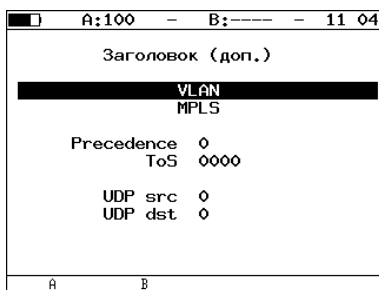 A:100 – B:---- – 11 04
Заголовок (доп.)
VLAN
MPLS
Precedence 0
ToS 0000
UDP src 0
UDP dst 0
A B